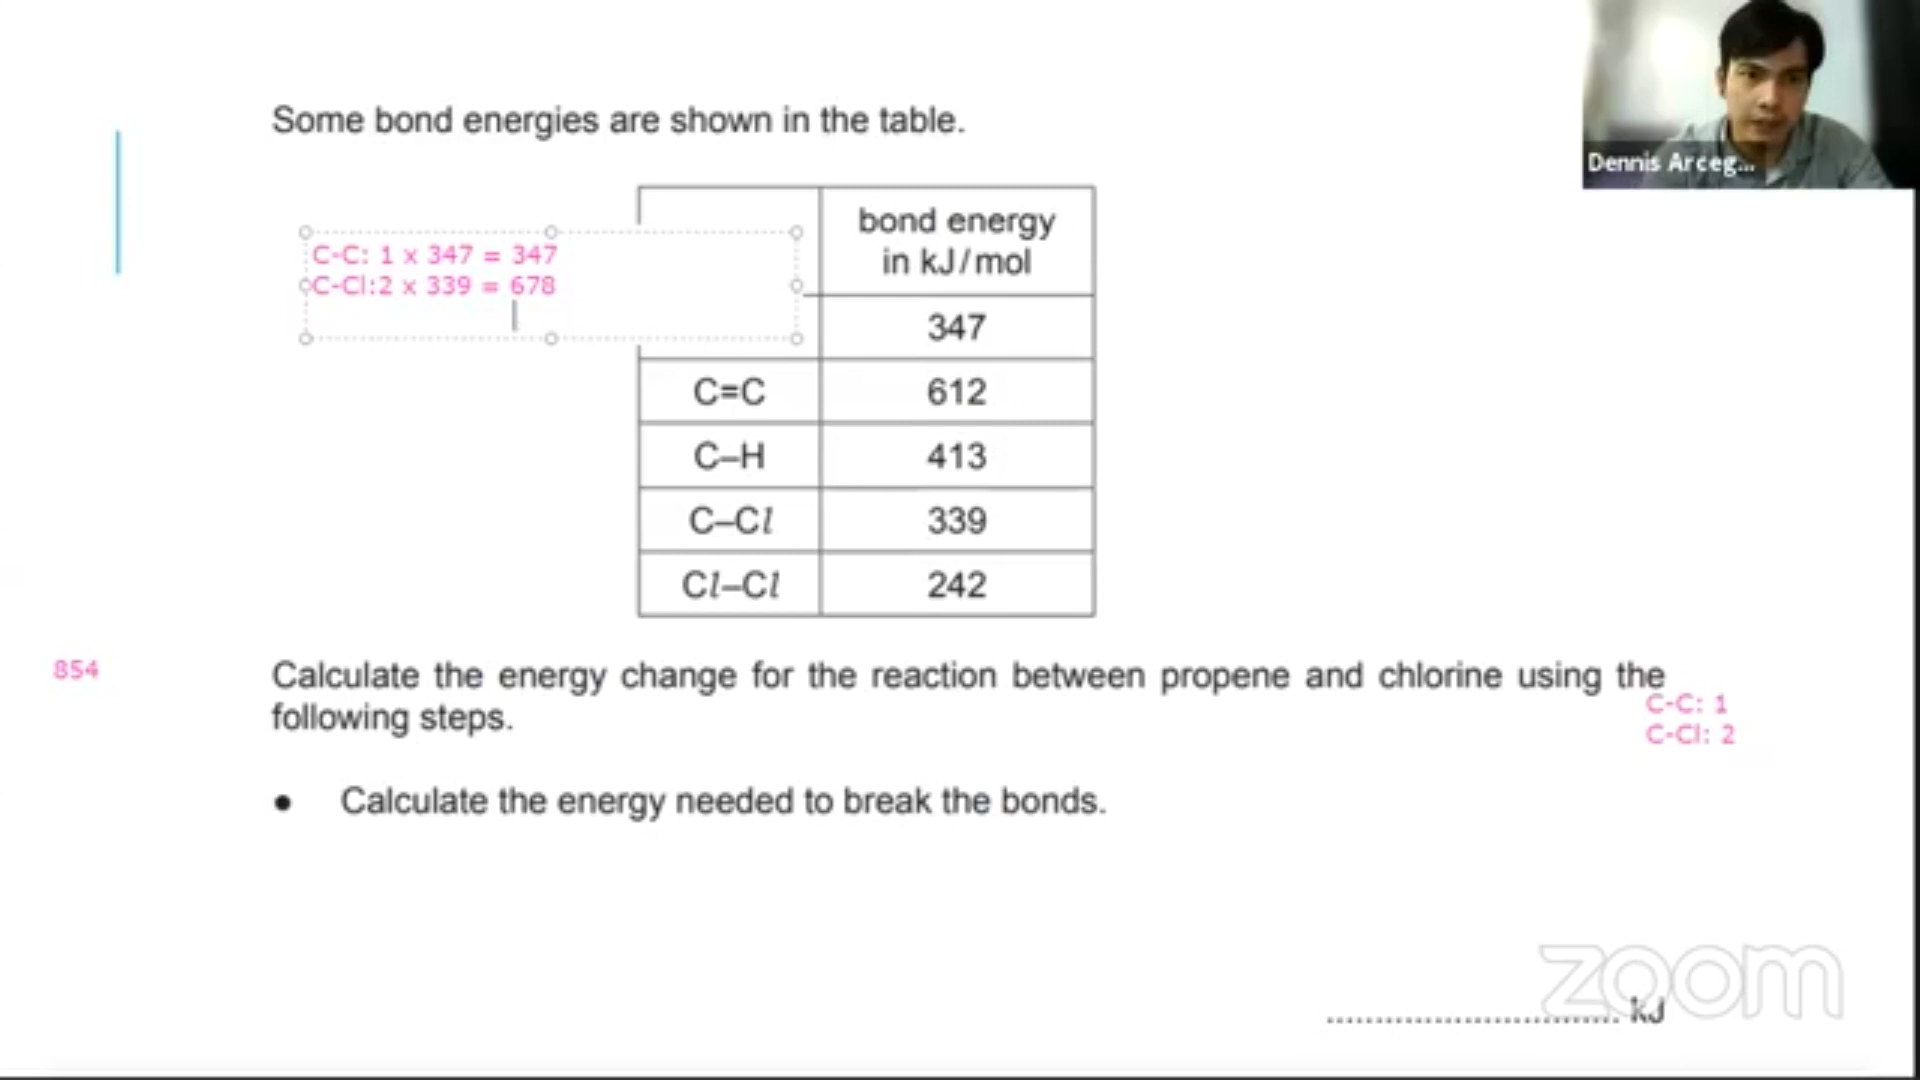 Some bond energies are shown in the table.
Dennis Arceg...
bond energy
in kJ/mol
C-C: 1 x 347 = 347
C-Cl:2 x 339 = 678
347
C=C 612
C–H 413
C–Cl 339
Cl–Cl 242
854
Calculate the energy change for the reaction between propene and chlorine using the
following steps.
C-C: 1
C-Cl: 2
● Calculate the energy needed to break the bonds.
.............................. kJ
zoom